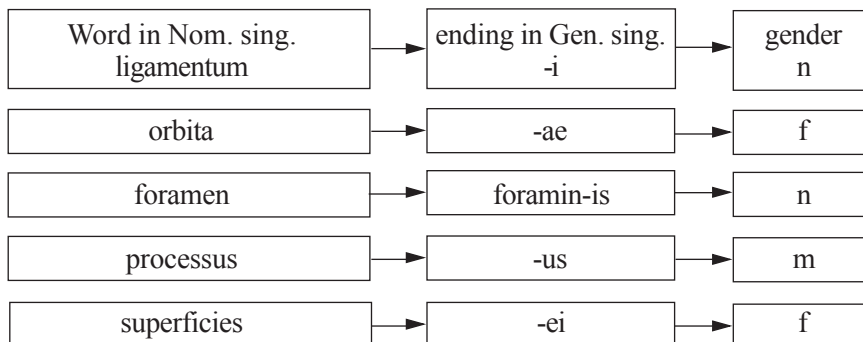 Word in Nom. sing. ending in Gen. sing. gender
ligamentum -i n
orbita -ae f
foramen foramin-is n
processus -us m
superficies -ei f